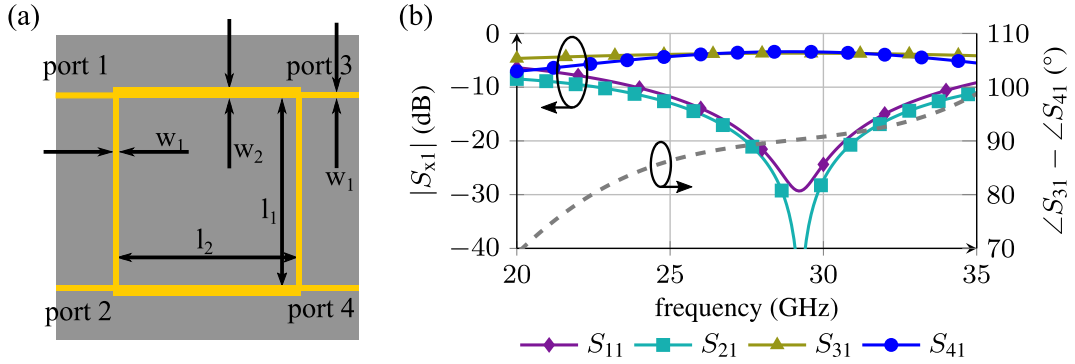 (a)
port 1
port 3
w₁
w₂
w₁
l₁
l₂
port 2
port 4
(b)
|Sₓ₁| (dB)
0
−10
−20
−30
−40
20
25
30
35
frequency (GHz)
110
100
90
80
70
∠S₃₁ − ∠S₄₁ (°)
S₁₁
S₂₁
S₃₁
S₄₁